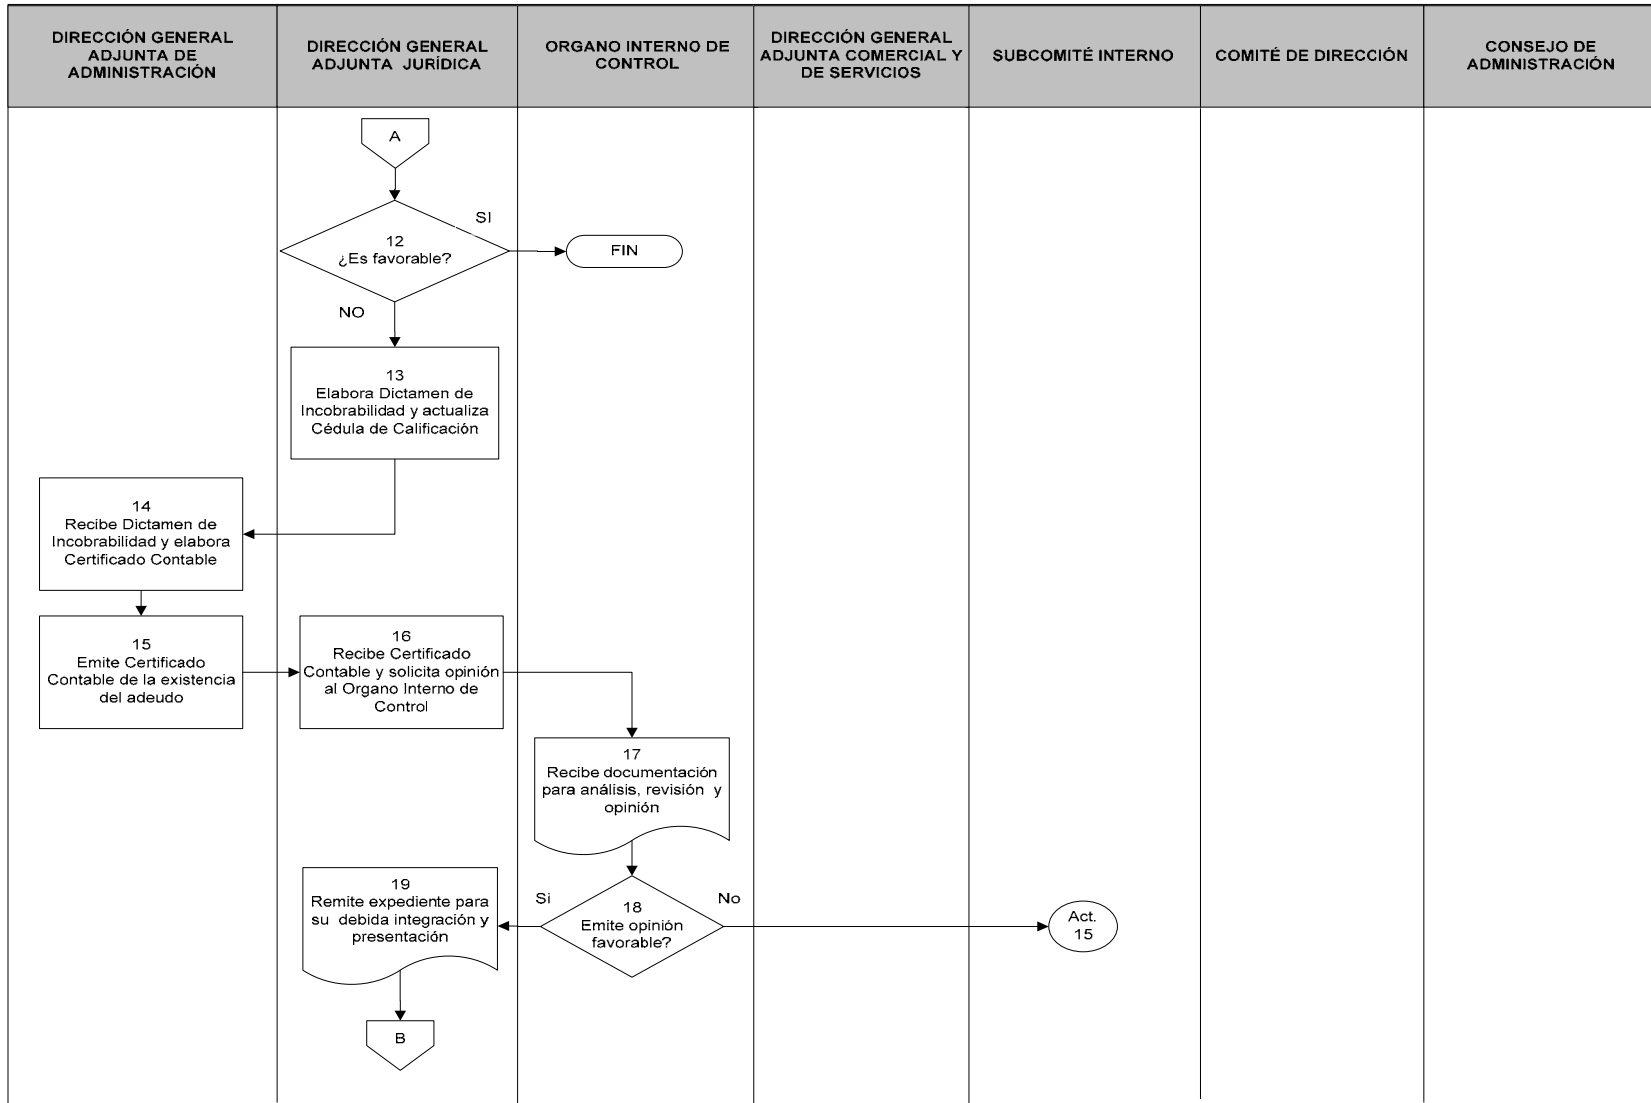 DIRECCIÓN GENERAL
ADJUNTA DE
ADMINISTRACIÓN
DIRECCIÓN GENERAL
ADJUNTA JURÍDICA
ORGANO INTERNO DE
CONTROL
DIRECCIÓN GENERAL
ADJUNTA COMERCIAL Y
DE SERVICIOS
SUBCOMITÉ INTERNO
COMITÉ DE DIRECCIÓN
CONSEJO DE
ADMINISTRACIÓN
A
12
¿Es favorable?
SI
FIN
NO
13
Elabora Dictamen de
Incobrabilidad y actualiza
Cédula de Calificación
14
Recibe Dictamen de
Incobrabilidad y elabora
Certificado Contable
15
Emite Certificado
Contable de la existencia
del adeudo
16
Recibe Certificado
Contable y solicita opinión
al Organo Interno de
Control
17
Recibe documentación
para análisis, revisión y
opinión
18
Emite opinión
favorable?
Si
No
19
Remite expediente para
su debida integración y
presentación
Act.
15
B